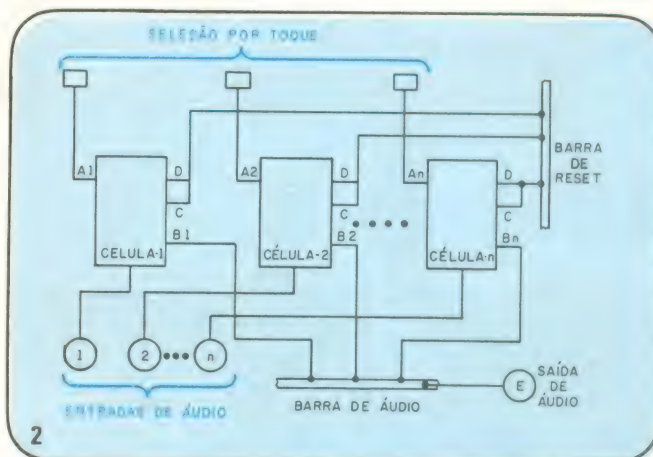 SELEÇÃO POR TOQUE
A1
D
C
B1
CÉLULA-1
A2
D
C
B2
CÉLULA-2
An
D
C
Bn
CÉLULA-n
BARRA
DE
RESET
1
2
n
ENTRADAS DE ÁUDIO
BARRA DE ÁUDIO
E
SAÍDA
DE
ÁUDIO
2